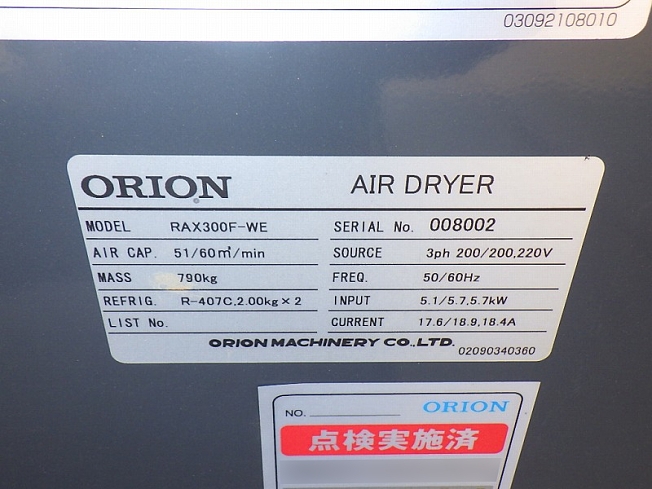 03092108010
ORION AIR DRYER
MODEL RAX300F-WE SERIAL No. 008002
AIR CAP. 51/60㎥/min SOURCE 3ph 200/200,220V
MASS 790kg FREQ. 50/60Hz
REFRIG. R-407C,2.00kg×2 INPUT 5.1/5.7,5.7kW
LIST No. CURRENT 17.6/18.9,18.4A
ORION MACHINERY CO.,LTD. 02090340360
NO. ORION
点検実施済